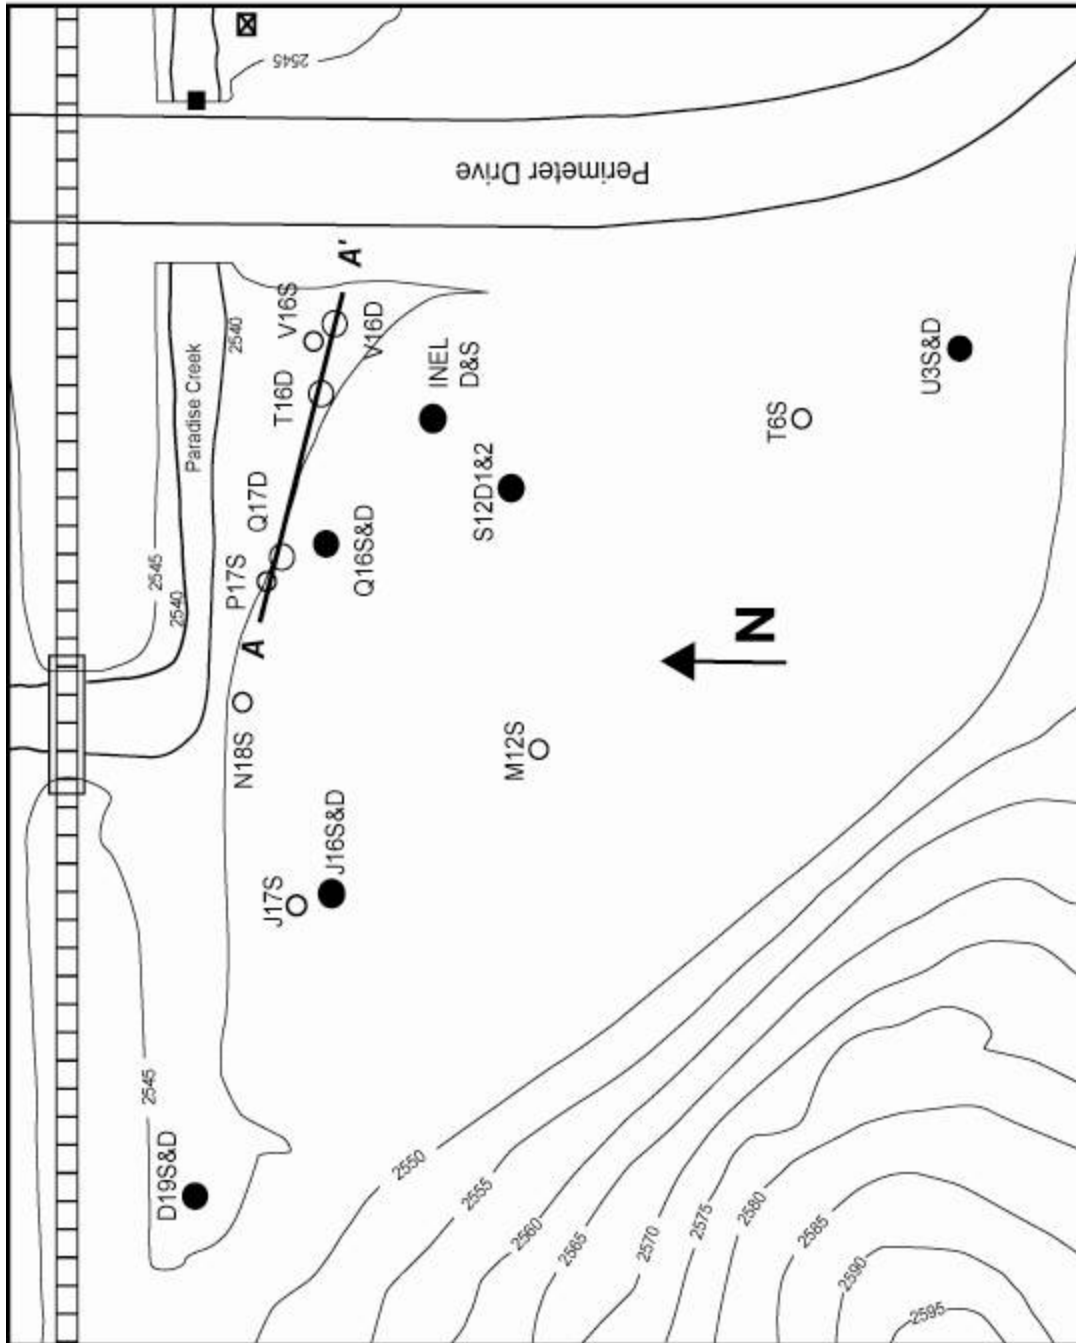 2545
Perimeter Drive
A'
V16S
V16D
2540
T16D
Paradise Creek
INEL
D&S
U3S&D
T6S
S12D1&2
Q17D
Q16S&D
P17S
2545
2540
A
N
N18S
M12S
J16S&D
J17S
2545
D19S&D
2550
2555
2560
2565
2570
2575
2580
2585
2590
2595